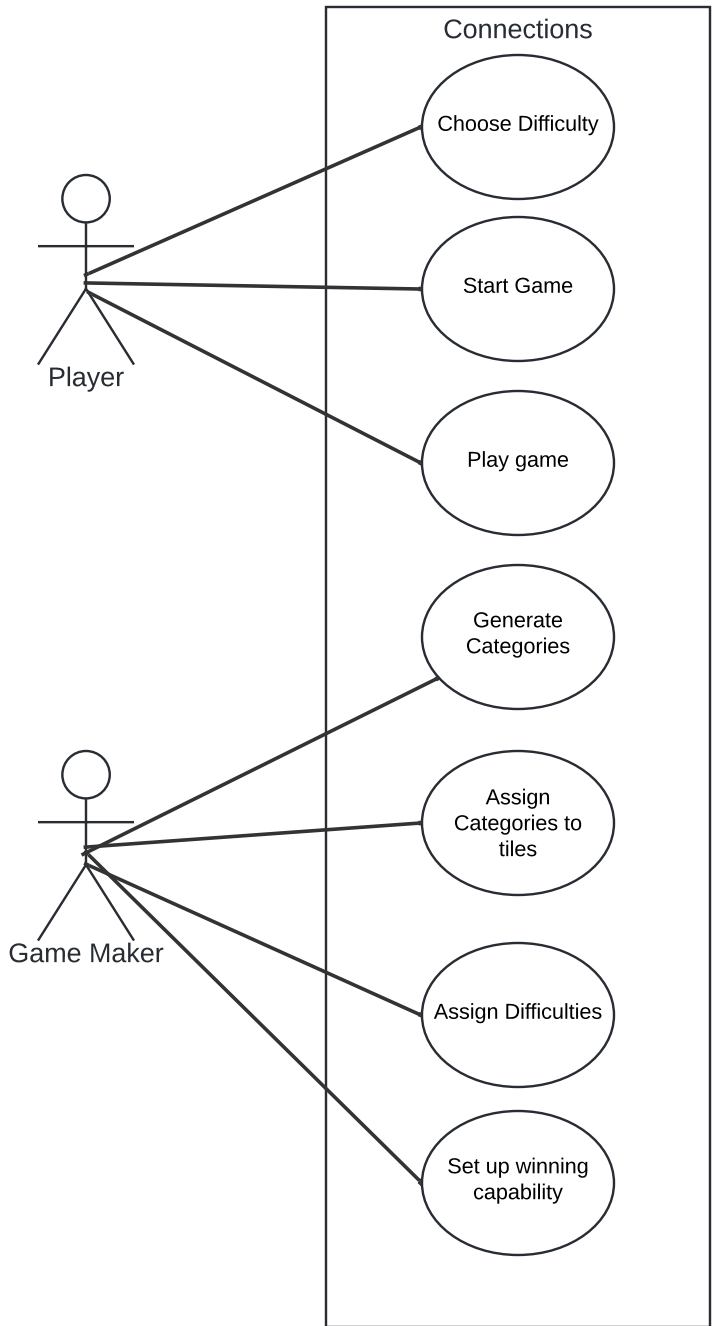 Connections
Choose Difficulty
Start Game
Player
Play game
Generate
Categories
Assign
Categories to
tiles
Game Maker
Assign Difficulties
Set up winning
capability